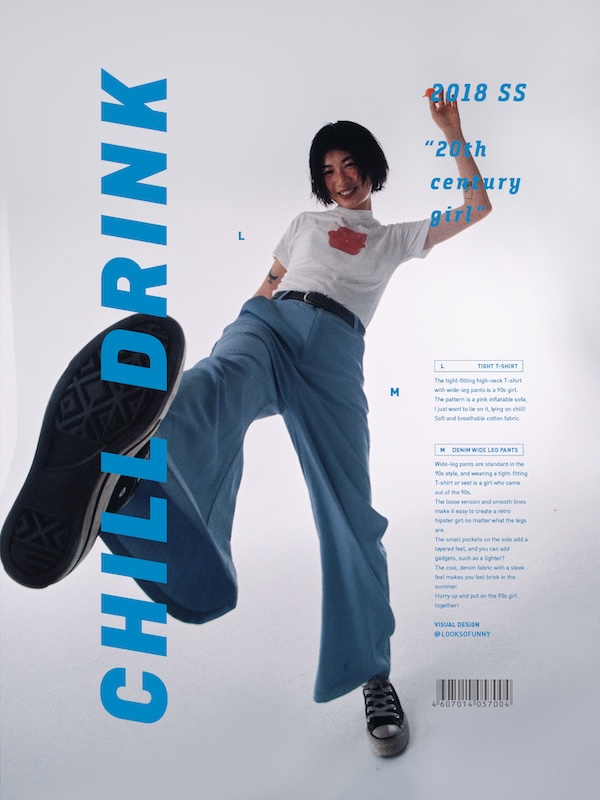 CHILL DRINK
2018 SS
“20th
century
girl”
L
M
L TIGHT T-SHIRT
The tight-fitting high-neck T-shirt
with wide-leg pants is a 90s girl.
The pattern is a pink inflatable sofa,
I just want to lie on it, lying on chill!
Soft and breathable cotton fabric.
M DENIM WIDE LEG PANTS
Wide-leg pants are standard in the
90s style, and wearing a tight-fitting
T-shirt or vest is a girl who came
out of the 90s.
The loose version and smooth lines
make it easy to create a retro
hipster girl no matter what the legs
are.
The small pockets on the side add a
layered feel, and you can add
gadgets, such as a lighter?
The cool, denim fabric with a sleek
feel makes you feel brisk in the
summer.
Hurry up and put on the 90s girl
together!
VISUAL DESIGN
@LOOKSOFUNNY
4607014057004